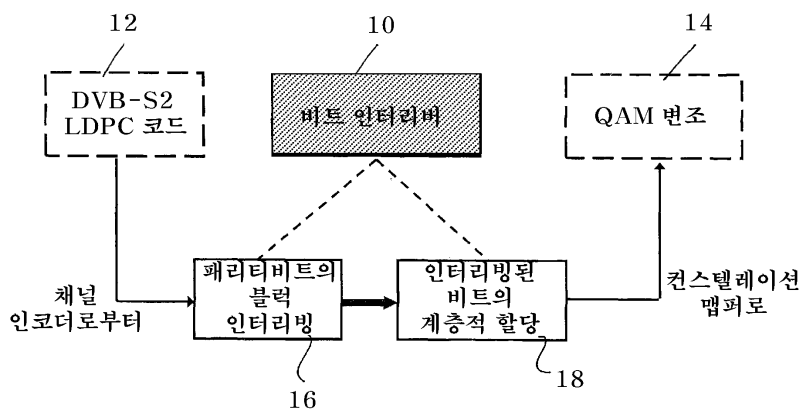 12
DVB-S2
LDPC 코드
10
비트 인터리버
14
QAM 변조
채널
인코더로부터
패리티비트의
블럭
인터리빙
16
인터리빙된
비트의
계층적 할당
18
컨스텔레이션
맵퍼로